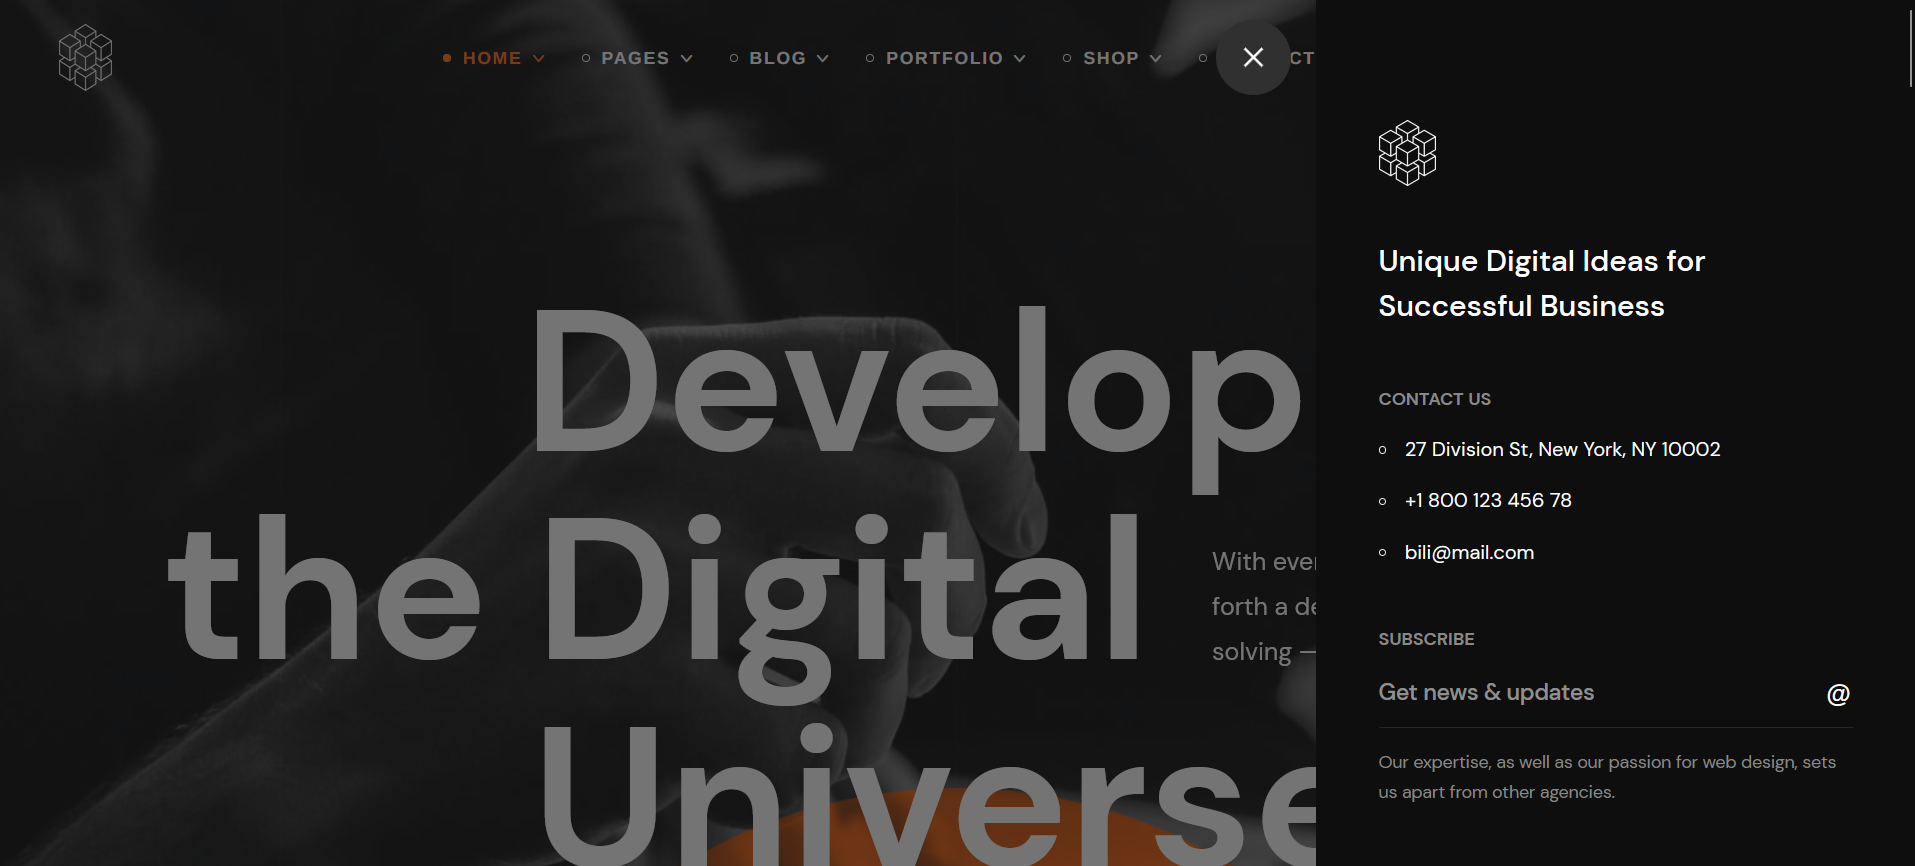 HOME
PAGES
BLOG
PORTFOLIO
SHOP
CT
Develop
the Digital
Universe
With ever
forth a de
solving —
Unique Digital Ideas for
Successful Business
CONTACT US
27 Division St, New York, NY 10002
+1 800 123 456 78
bili@mail.com
SUBSCRIBE
Get news & updates @
Our expertise, as well as our passion for web design, sets
us apart from other agencies.